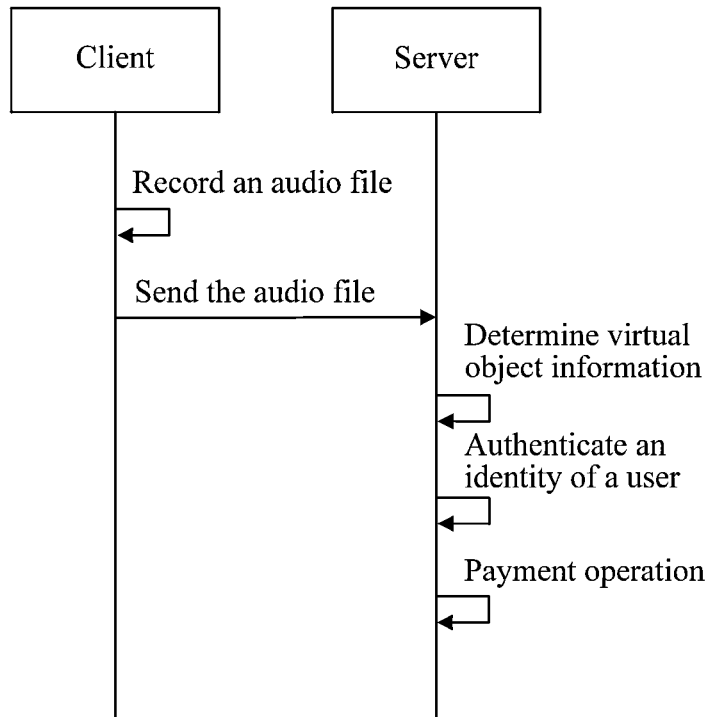 Client
Server
Record an audio file
Send the audio file
Determine virtual
object information
Authenticate an
identity of a user
Payment operation